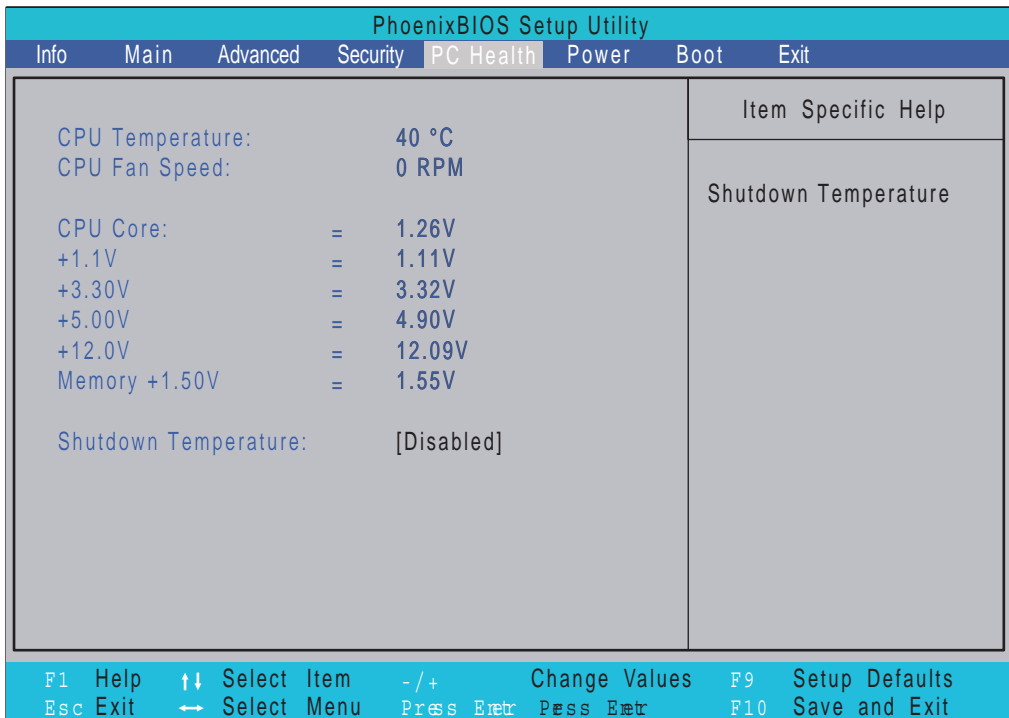 PhoenixBIOS Setup Utility
Info Main Advanced Security PC Health Power Boot Exit
Item Specific Help
CPU Temperature: 40 °C
CPU Fan Speed: 0 RPM
Shutdown Temperature
CPU Core: = 1.26V
+1.1V = 1.11V
+3.30V = 3.32V
+5.00V = 4.90V
+12.0V = 12.09V
Memory +1.50V = 1.55V
Shutdown Temperature: [Disabled]
F1 Help ↑↓ Select Item -/+ Change Values F9 Setup Defaults
Esc Exit ↔ Select Menu Press Press F10 Save and Exit